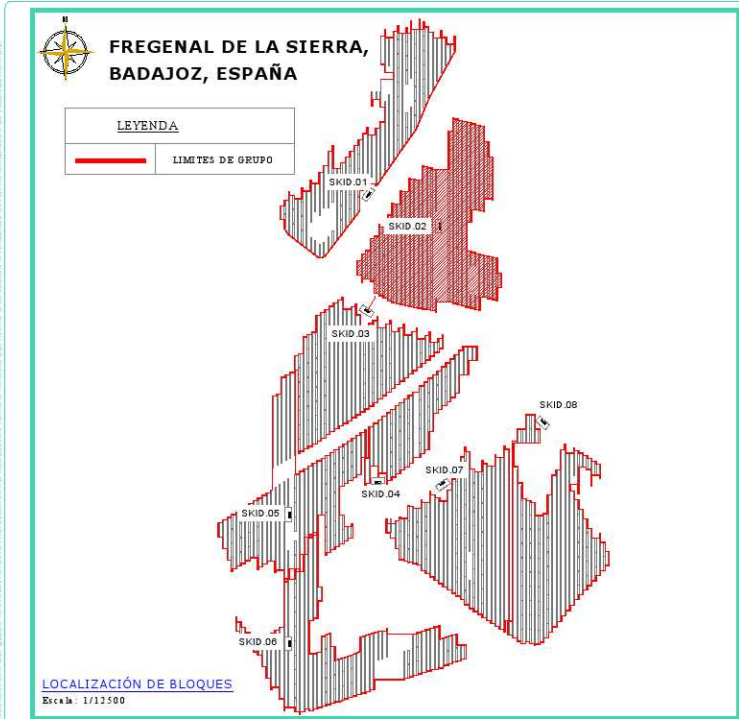 FREGENAL DE LA SIERRA,
BADAJOZ, ESPAÑA
LEYENDA
LIMITES DE GRUPO
SKID.01
SKID.02
SKID.03
SKID.08
SKID.07
SKID.04
SKID.05
SKID.06
LOCALIZACIÓN DE BLOQUES
Escala: 1/12500